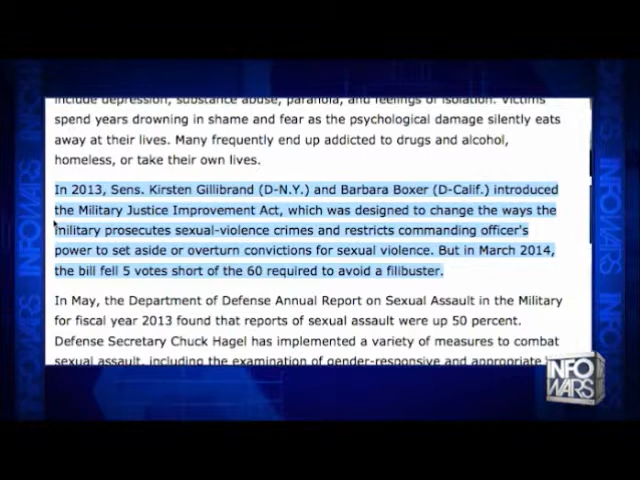 include depression, substance abuse, paranoia, and feelings of isolation. Victims
spend years drowning in shame and fear as the psychological damage silently eats
away at their lives. Many frequently end up addicted to drugs and alcohol,
homeless, or take their own lives.
In 2013, Sens. Kirsten Gillibrand (D-N.Y.) and Barbara Boxer (D-Calif.) introduced
the Military Justice Improvement Act, which was designed to change the ways the
military prosecutes sexual-violence crimes and restricts commanding officer's
power to set aside or overturn convictions for sexual violence. But in March 2014,
the bill fell 5 votes short of the 60 required to avoid a filibuster.
In May, the Department of Defense Annual Report on Sexual Assault in the Military
for fiscal year 2013 found that reports of sexual assault were up 50 percent.
Defense Secretary Chuck Hagel has implemented a variety of measures to combat
sexual assault, including the examination of gender-responsive and appropriate
INFO
WARS
INFOWARS
INFOWARS